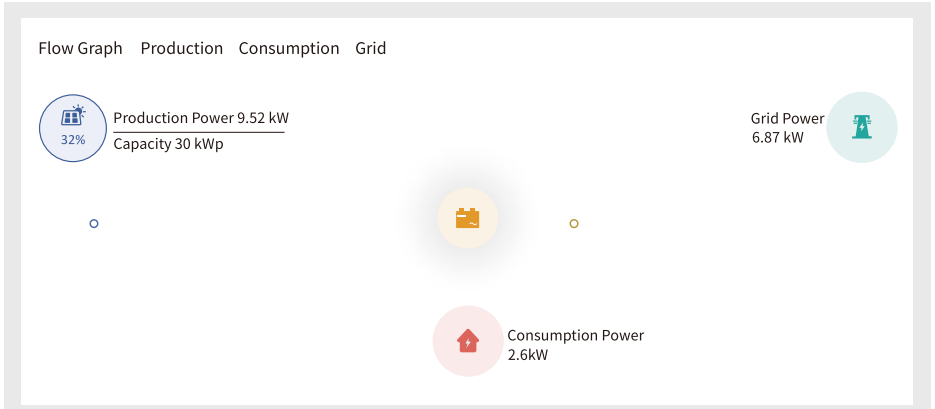 Flow Graph Production Consumption Grid
32%
Production Power 9.52 kW
Capacity 30 kWp
Grid Power
6.87 kW
Consumption Power
2.6kW